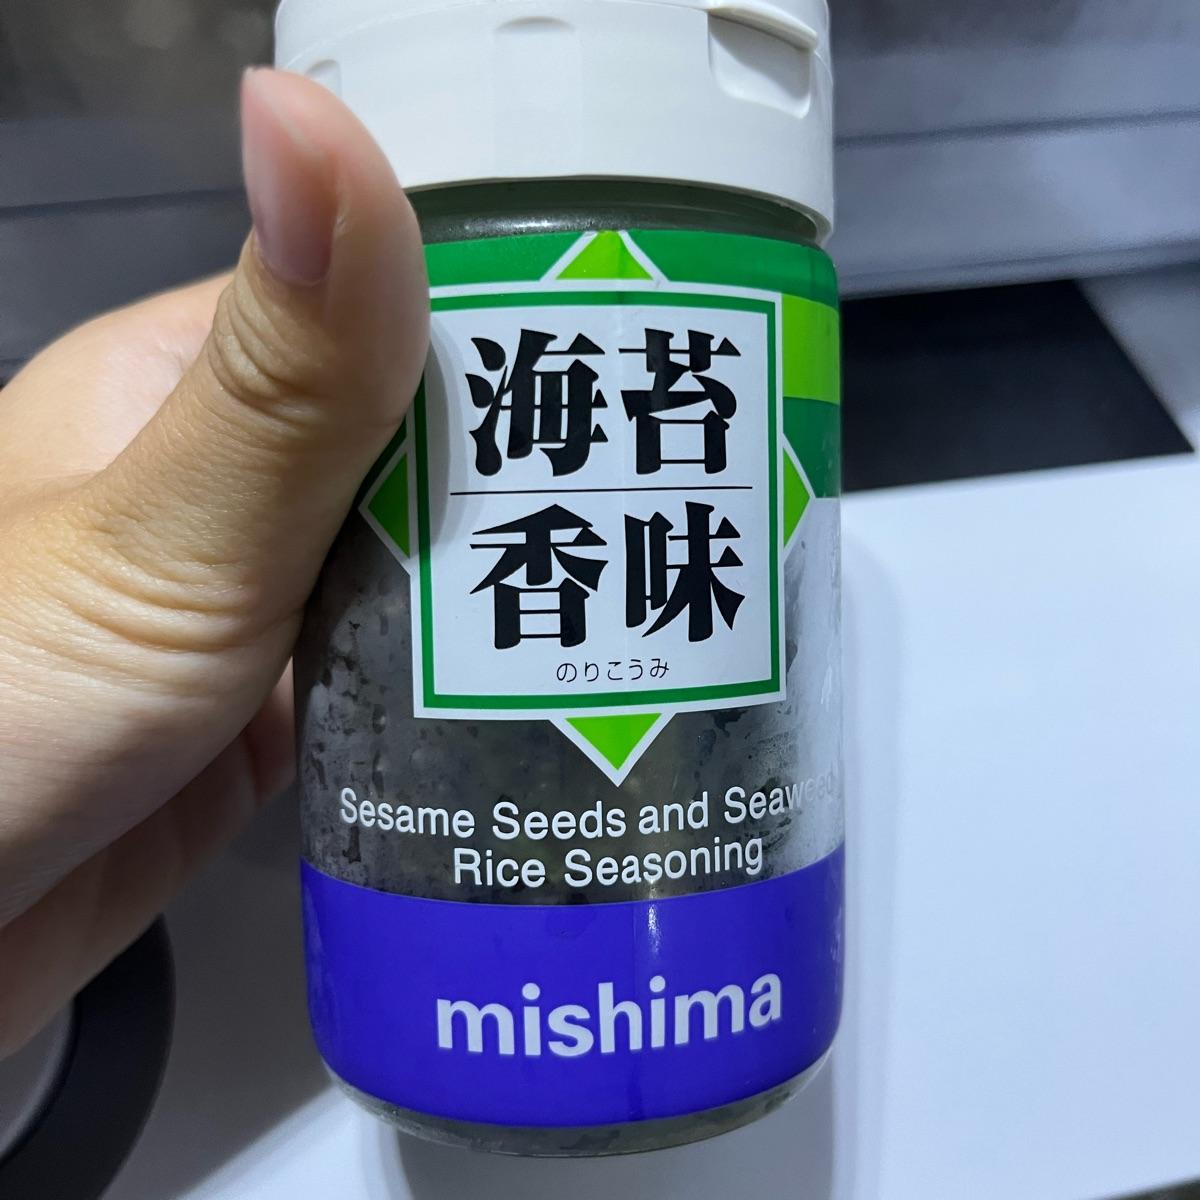 海苔
香味
のりこうみ
Sesame Seeds and Seaweed
Rice Seasoning
mishima